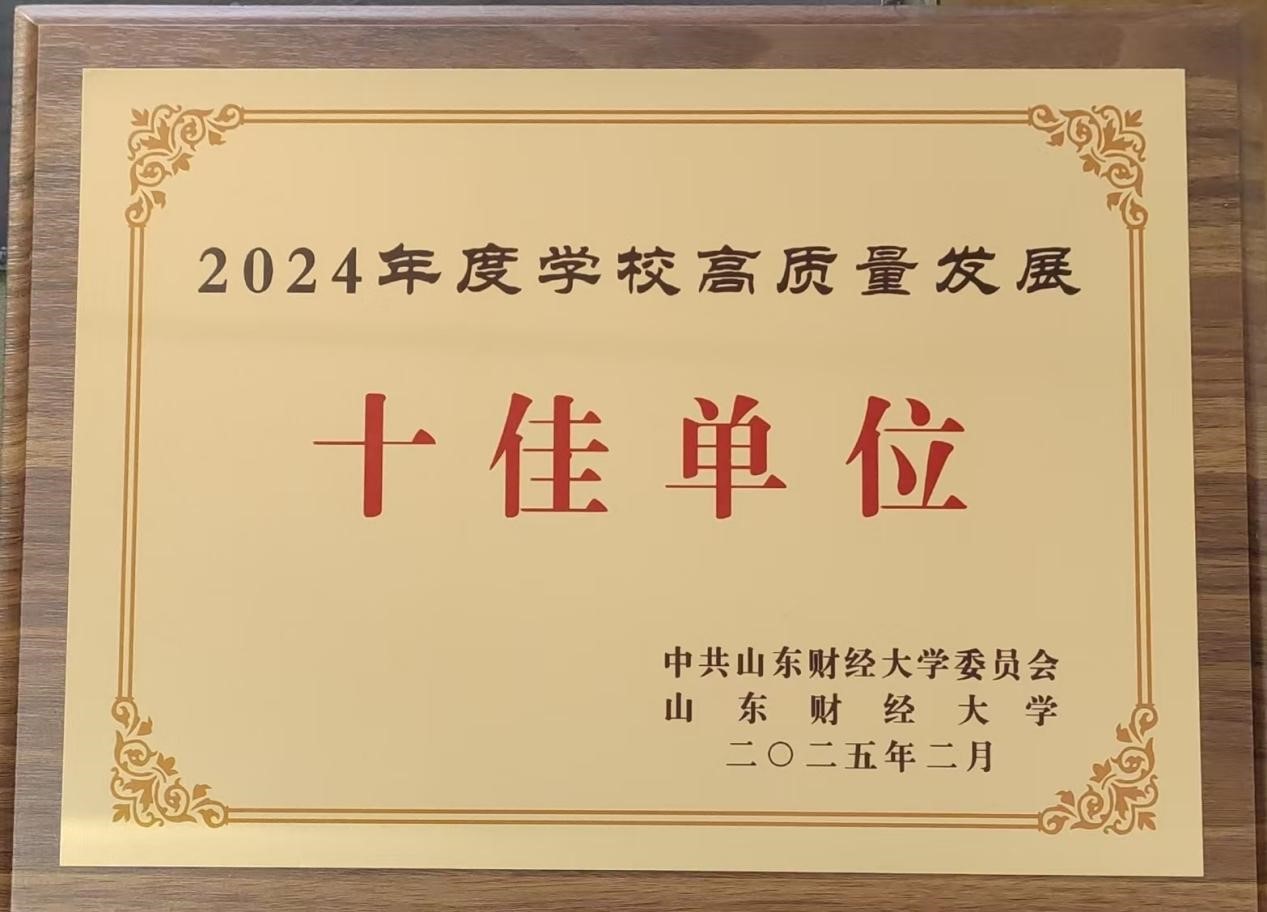 2024年度学校高质量发展
十佳单位
中共山东财经大学委员会
山东财经大学
二〇二五年二月